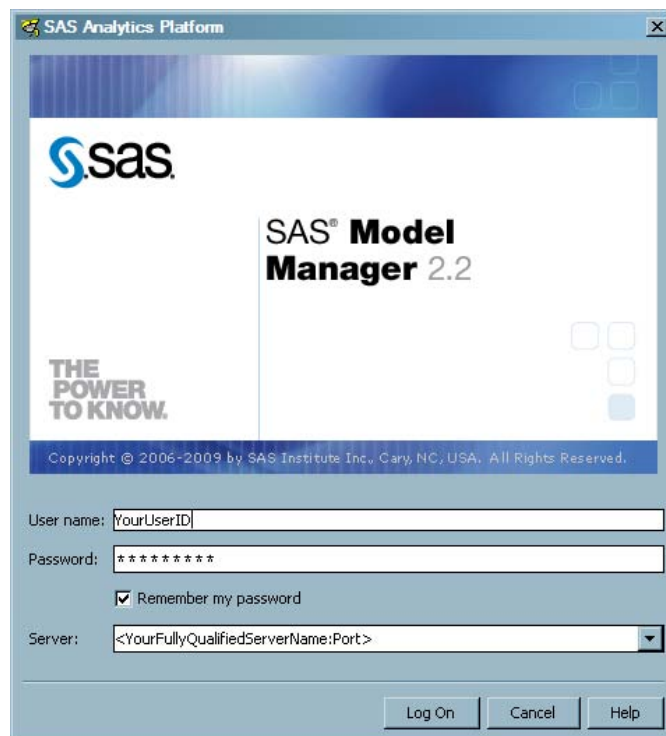 SAS Analytics Platform
sas.
SAS® Model
Manager 2.2
THE
POWER
TO KNOW.
Copyright © 2006-2009 by SAS Institute Inc., Cary, NC, USA. All Rights Reserved.
User name: YourUserID
Password: *********
Remember my password
Server: <YourFullyQualifiedServerName:Port>
Log On Cancel Help